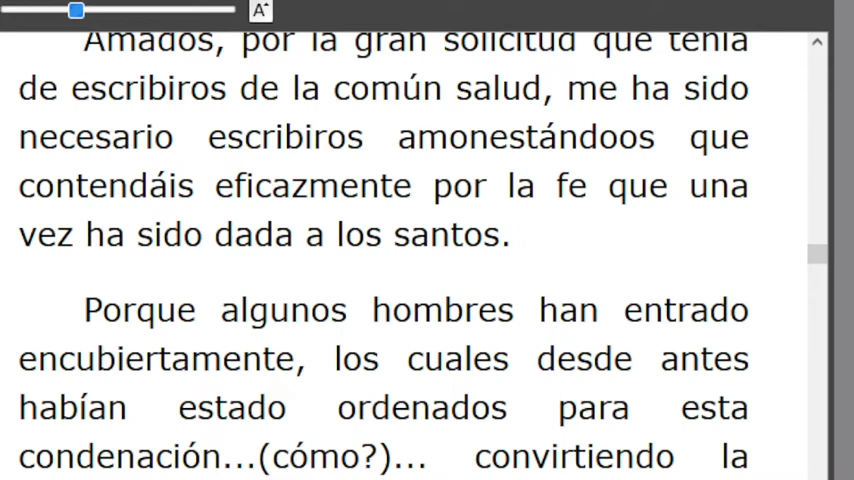 A
Amados, por la gran solicitud que tenía
de escribiros de la común salud, me ha sido
necesario escribiros amonestándoos que
contendáis eficazmente por la fe que una
vez ha sido dada a los santos.
Porque algunos hombres han entrado
encubiertamente, los cuales desde antes
habían estado ordenados para esta
condenación...(cómo?)... convirtiendo la